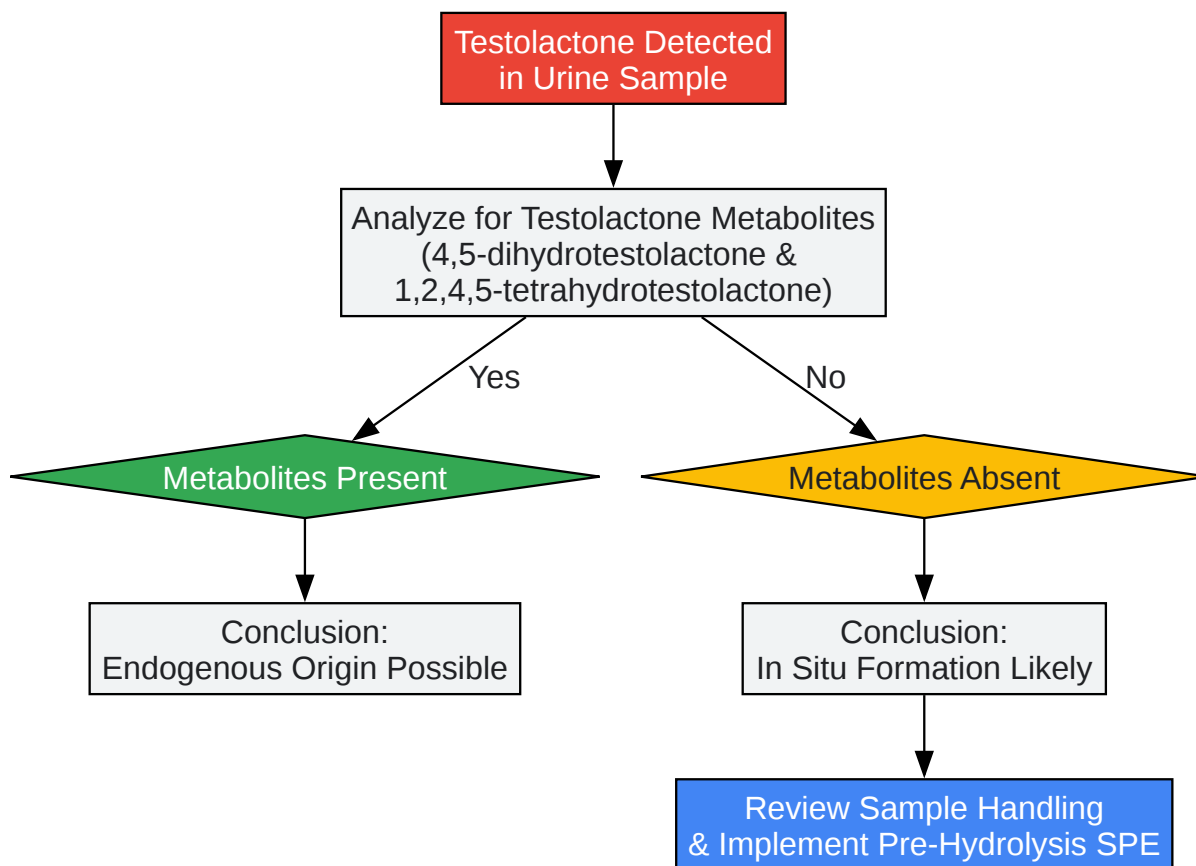 Testolactone Detected
in Urine Sample
Analyze for Testolactone Metabolites
(4,5-dihydrotestolactone &
1,2,4,5-tetrahydrotestolactone)
Yes
No
Metabolites Present
Metabolites Absent
Conclusion:
Endogenous Origin Possible
Conclusion:
In Situ Formation Likely
Review Sample Handling
& Implement Pre-Hydrolysis SPE